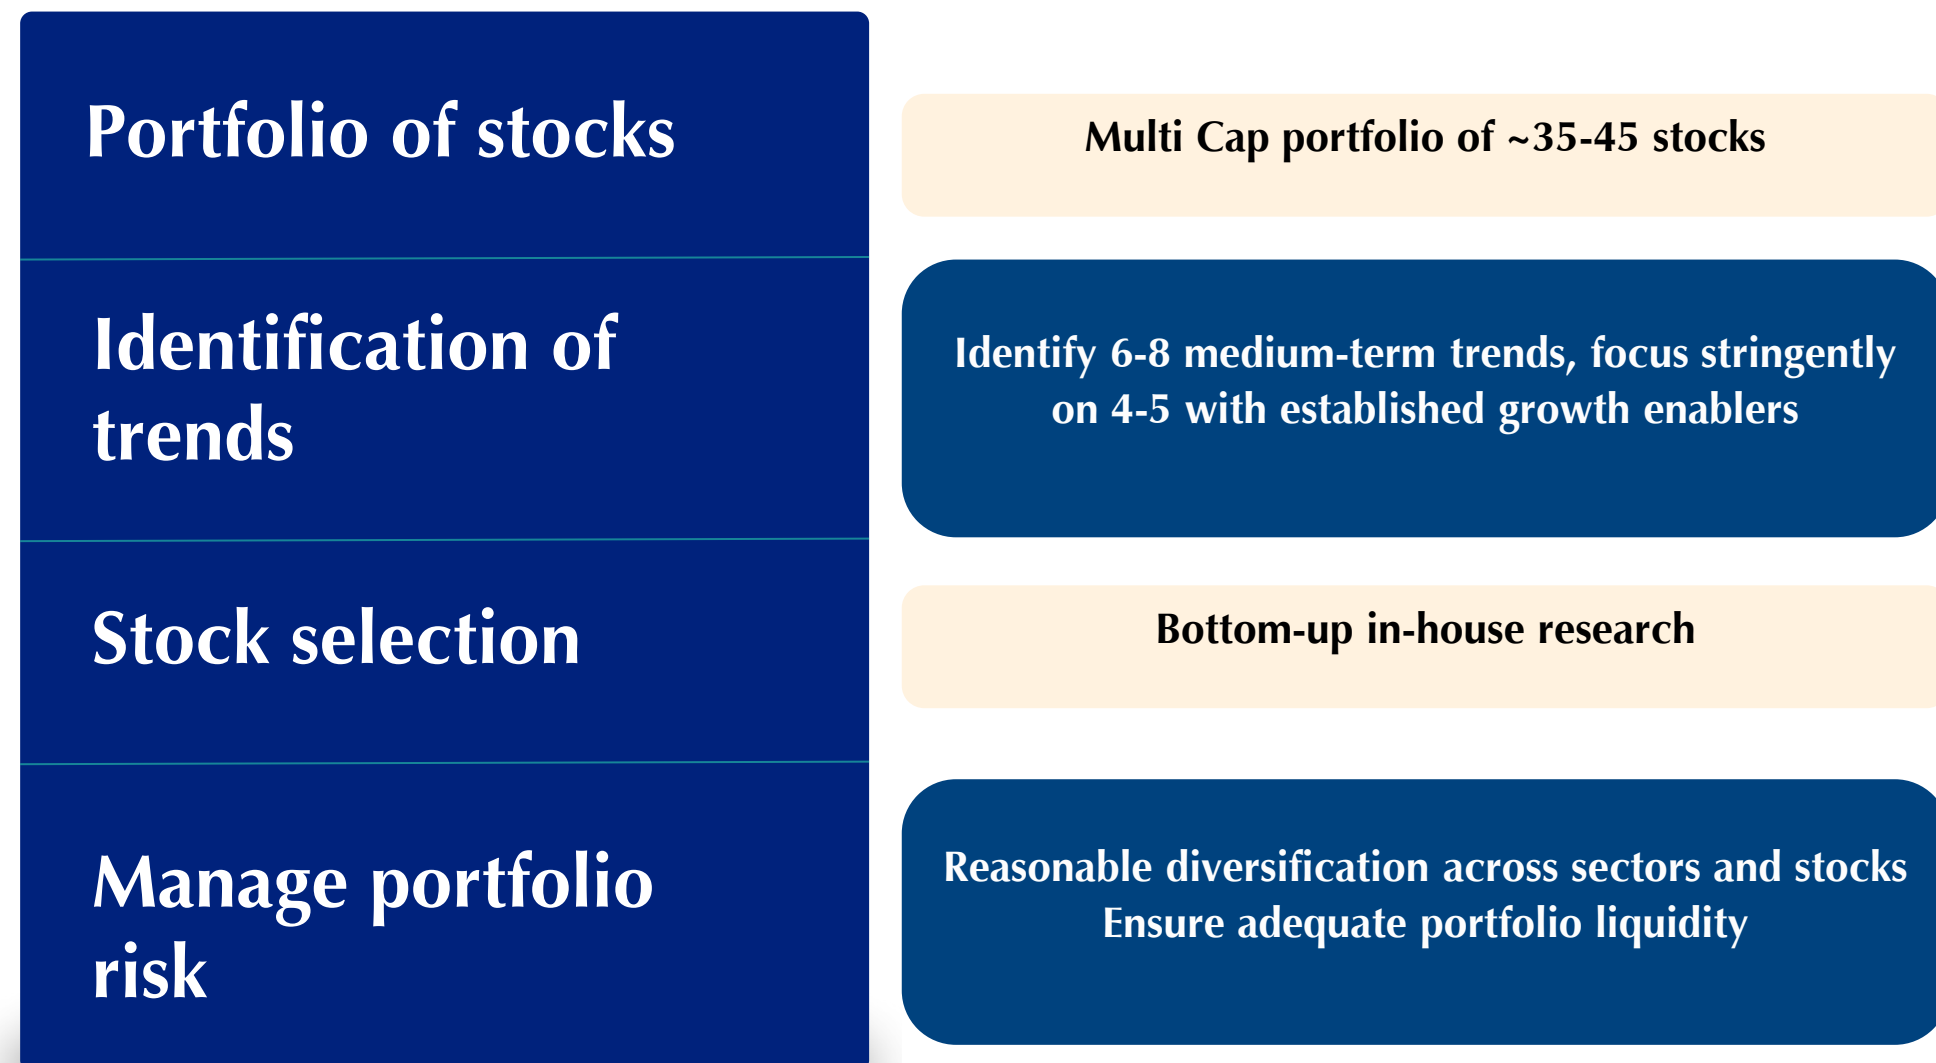 Portfolio of stocks
Multi Cap portfolio of ~35-45 stocks
Identification of
trends
Identify 6-8 medium-term trends, focus stringently
on 4-5 with established growth enablers
Stock selection
Bottom-up in-house research
Manage portfolio
risk
Reasonable diversification across sectors and stocks
Ensure adequate portfolio liquidity